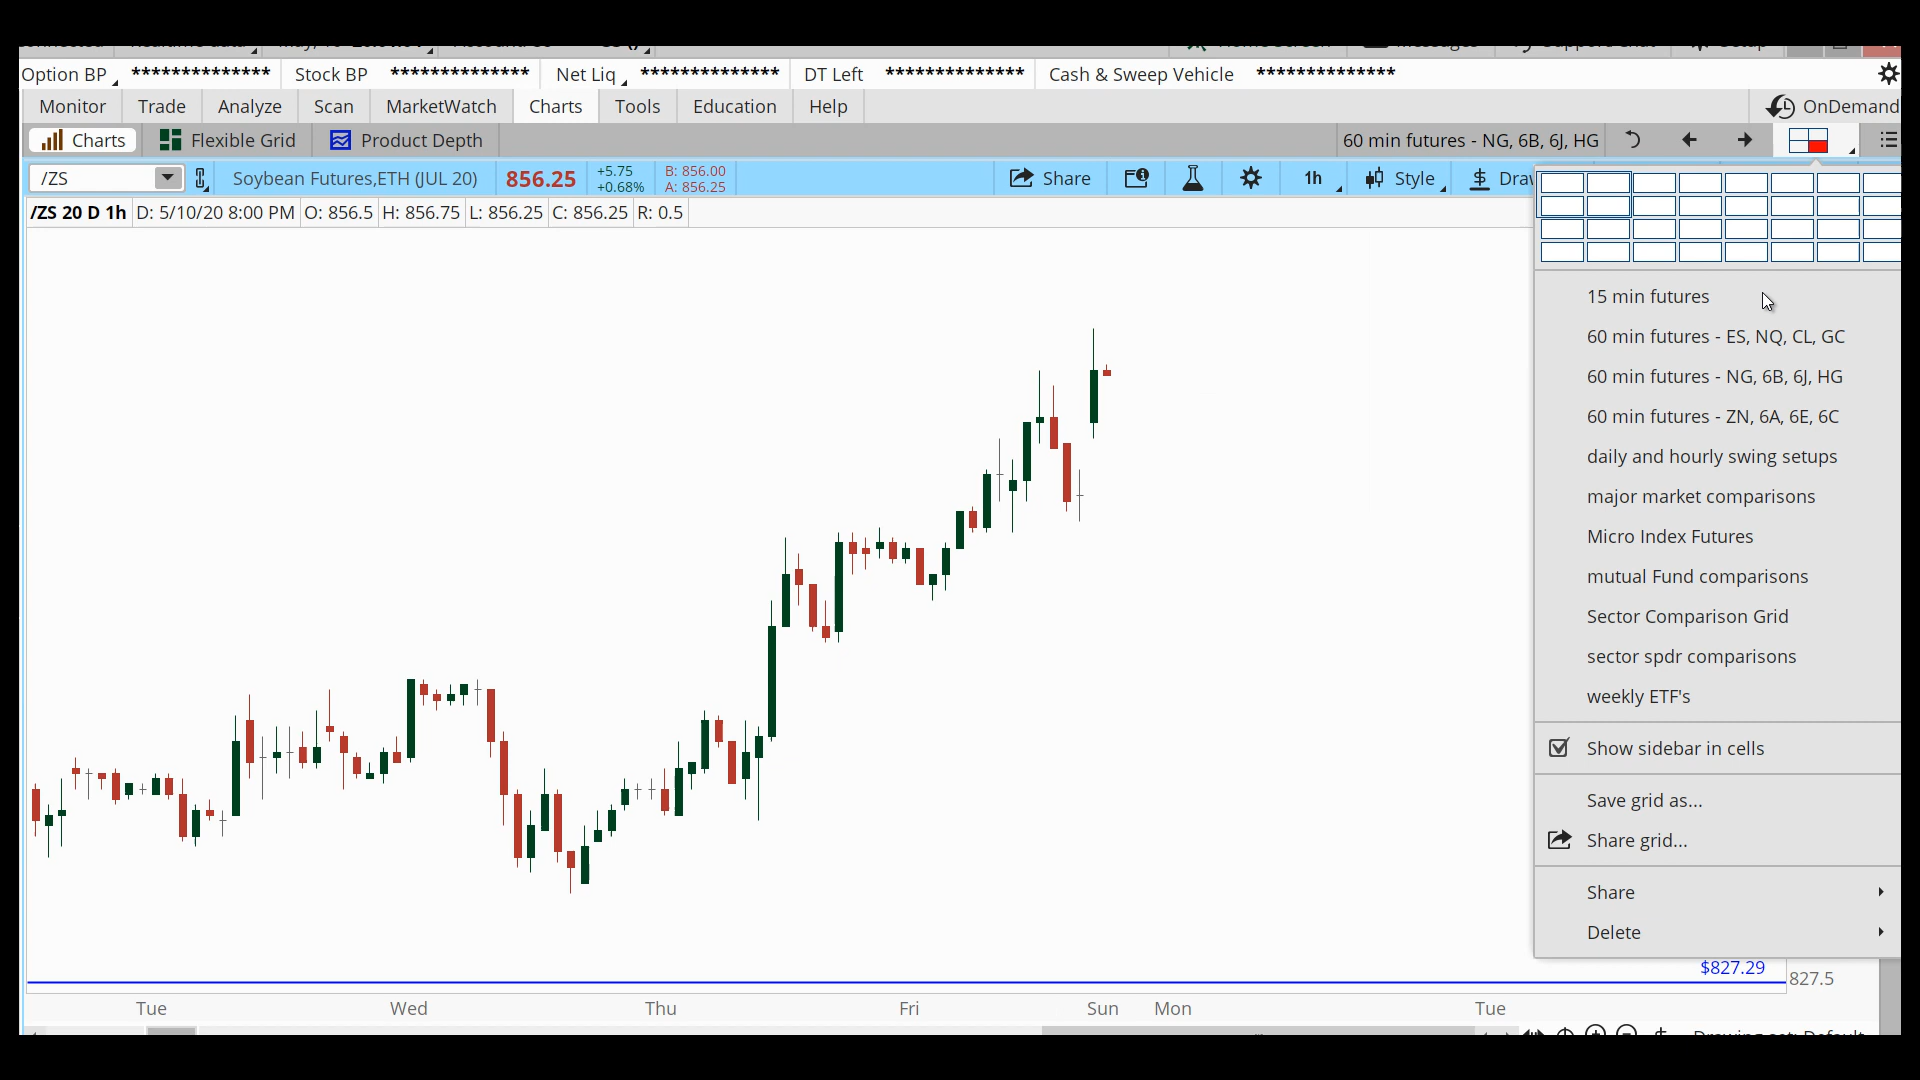 Option BP ************** Stock BP ************** Net Liq ************** DT Left ************** Cash & Sweep Vehicle **************
Monitor Trade Analyze Scan MarketWatch Charts Tools Education Help OnDemand
Charts Flexible Grid Product Depth 60 min futures - NG, 6B, 6J, HG
/ZS Soybean Futures,ETH (JUL 20) 856.25 +5.75 B: 856.00 Share 1h Style
+0.68% A: 856.25
/ZS 20 D 1h D: 5/10/20 8:00 PM O: 856.5 H: 856.75 L: 856.25 C: 856.25 R: 0.5
15 min futures
60 min futures - ES, NQ, CL, GC
60 min futures - NG, 6B, 6J, HG
60 min futures - ZN, 6A, 6E, 6C
daily and hourly swing setups
major market comparisons
Micro Index Futures
mutual Fund comparisons
Sector Comparison Grid
sector spdr comparisons
weekly ETF's
Show sidebar in cells
Save grid as...
Share grid...
Share
Delete
$827.29
827.5
Tue Wed Thu Fri Sun Mon Tue